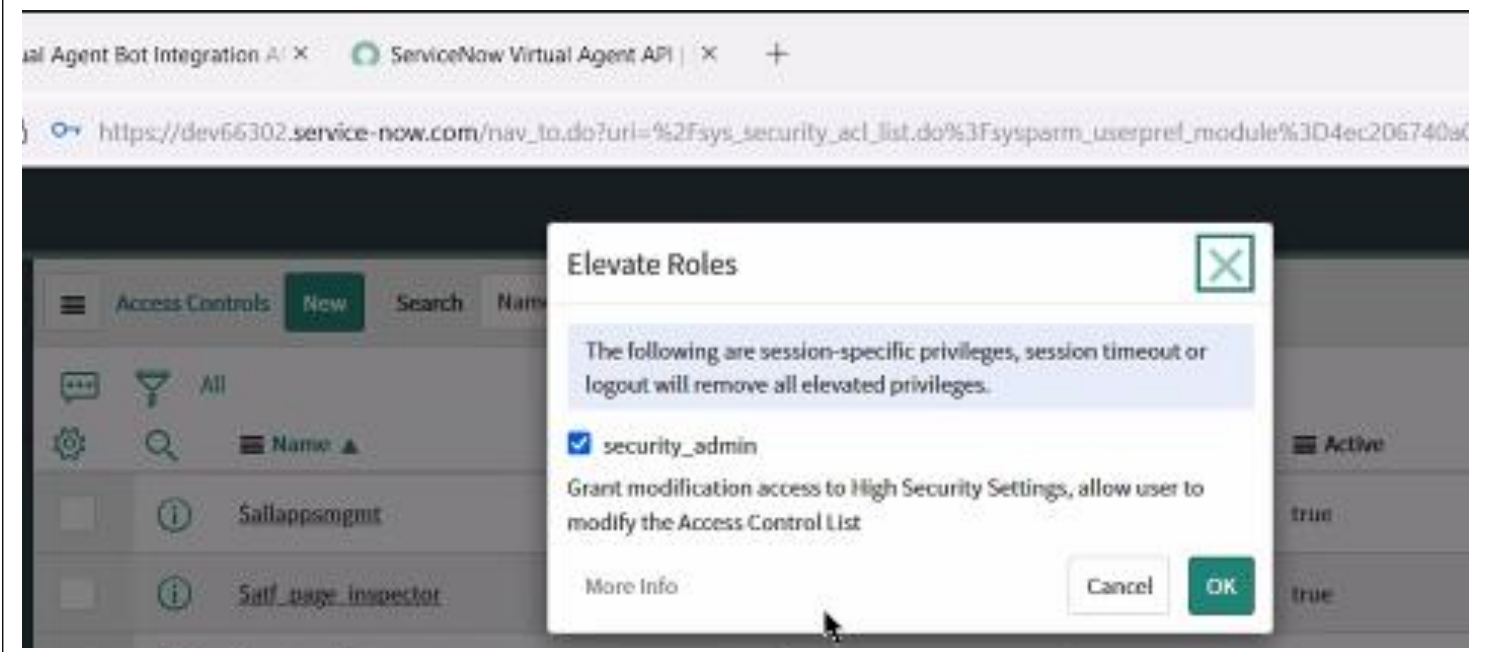 ual Agent Bot Integration A
ServiceNow Virtual Agent API |
https://dev66302.service-now.com/nav_to.do?uri=%2Fsys_security_acl_list.do%3Fsysparm_userpref_module%3D4ec206740a
Elevate Roles
Access Controls New Search Name
The following are session-specific privileges, session timeout or
logout will remove all elevated privileges.
All
Name
Active
security_admin
Grant modification access to High Security Settings, allow user to
modify the Access Control List
$allappsmgmt
true
More Info
Cancel
OK
$atf_page_inspector
true